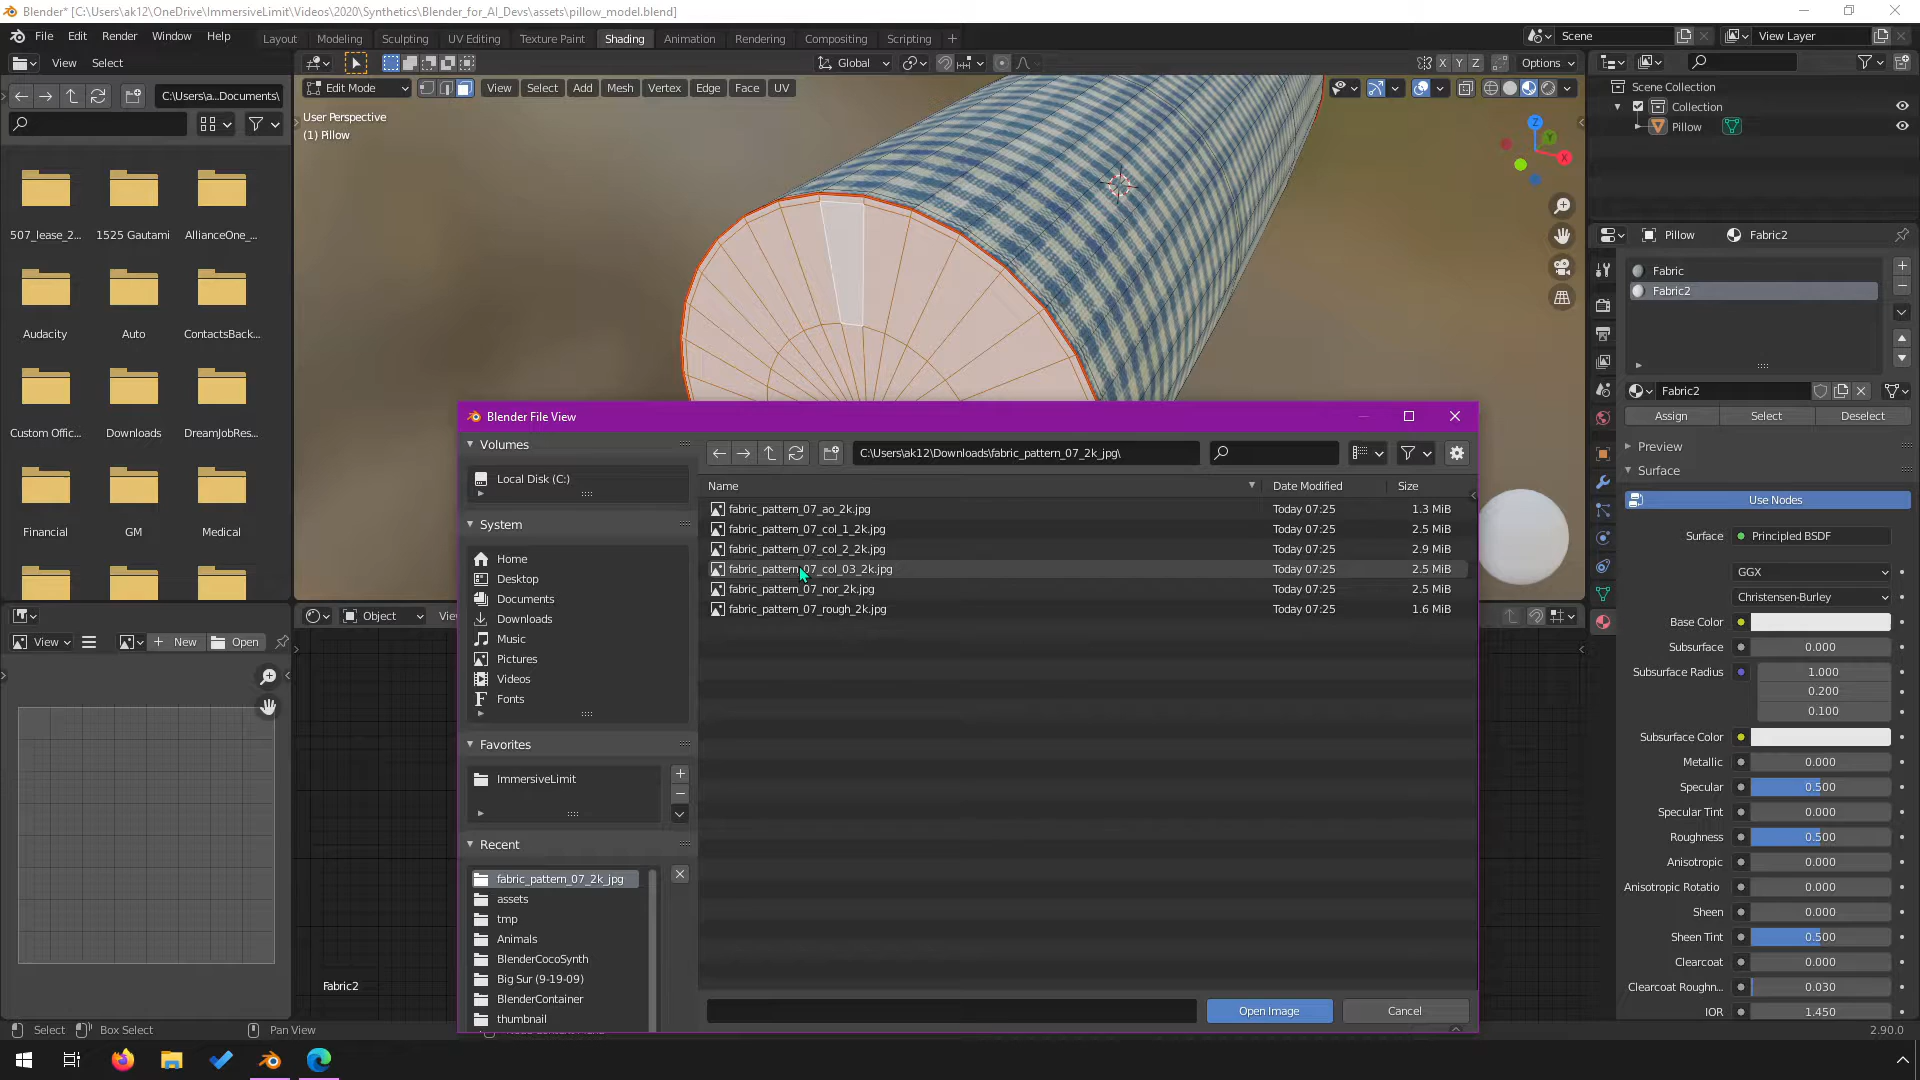 Blender* [C:\Users\ak12\OneDrive\ImmersiveLimit\Videos\2020\Synthetics\Blender_for_AI_Devs\assets\pillow_model.blend]
File Edit Render Window Help Layout Modeling Sculpting UV Editing Texture Paint Shading Animation Rendering Compositing Scripting + Scene View Layer
View Select Global X Y Z Options
C:\Users\a...Documents\ Edit Mode View Select Add Mesh Vertex Edge Face UV
Scene Collection
Collection
Pillow
User Perspective
(1) Pillow
Z
Y
X
507_lease_2... 1525 Gautami AllianceOne_...
Audacity Auto ContactsBack...
Custom Offic... Downloads DreamJobRes...
Financial GM Medical
Pillow Fabric2
Fabric
Fabric2
Fabric2
Assign Select Deselect
Preview
Surface
Use Nodes
Surface Principled BSDF
GGX
Christensen-Burley
Base Color
Subsurface 0.000
Subsurface Radius 1.000
0.200
0.100
Subsurface Color
Metallic 0.000
Specular 0.500
Specular Tint 0.000
Roughness 0.500
Anisotropic 0.000
Anisotropic Rotatio 0.000
Sheen 0.000
Sheen Tint 0.500
Clearcoat 0.000
Clearcoat Roughn... 0.030
IOR 1.450
Blender File View
Volumes
Local Disk (C:)
System
Home
Desktop
Documents
Downloads
Music
Pictures
Videos
Fonts
Favorites
ImmersiveLimit
Recent
fabric_pattern_07_2k_jpg
assets
tmp
Animals
BlenderCocoSynth
Big Sur (9-19-09)
BlenderContainer
thumbnail
C:\Users\ak12\Downloads\fabric_pattern_07_2k_jpg\
Name Date Modified Size
fabric_pattern_07_ao_2k.jpg Today 07:25 1.3 MiB
fabric_pattern_07_col_1_2k.jpg Today 07:25 2.5 MiB
fabric_pattern_07_col_2_2k.jpg Today 07:25 2.9 MiB
fabric_pattern_07_col_03_2k.jpg Today 07:25 2.5 MiB
fabric_pattern_07_nor_2k.jpg Today 07:25 2.5 MiB
fabric_pattern_07_rough_2k.jpg Today 07:25 1.6 MiB
Open Image Cancel
Object
View + New Open
Fabric2
Select Box Select Pan View 2.90.0